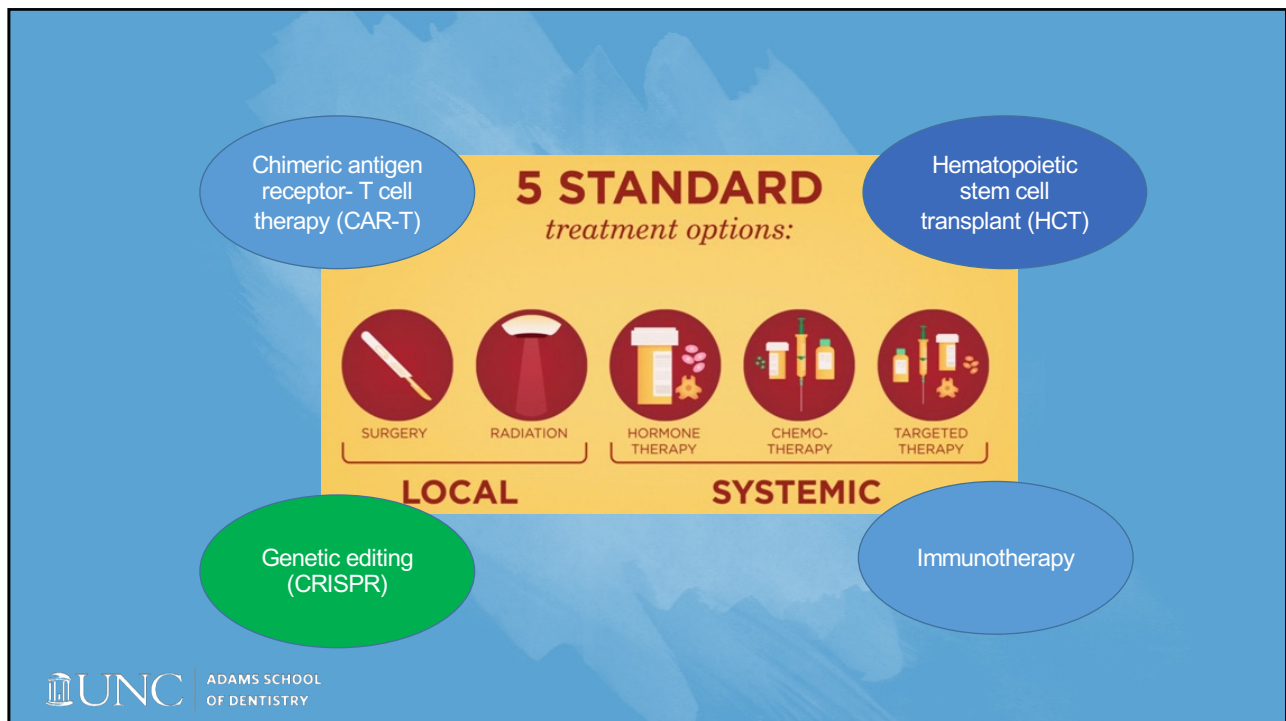 Chimeric antigen
receptor- T cell
therapy (CAR-T)
5 STANDARD
treatment options:
Hematopoietic
stem cell
transplant (HCT)
SURGERY
RADIATION
HORMONE
THERAPY
CHEMO-
THERAPY
TARGETED
THERAPY
LOCAL
SYSTEMIC
Genetic editing
(CRISPR)
Immunotherapy
UNC
ADAMS SCHOOL
OF DENTISTRY